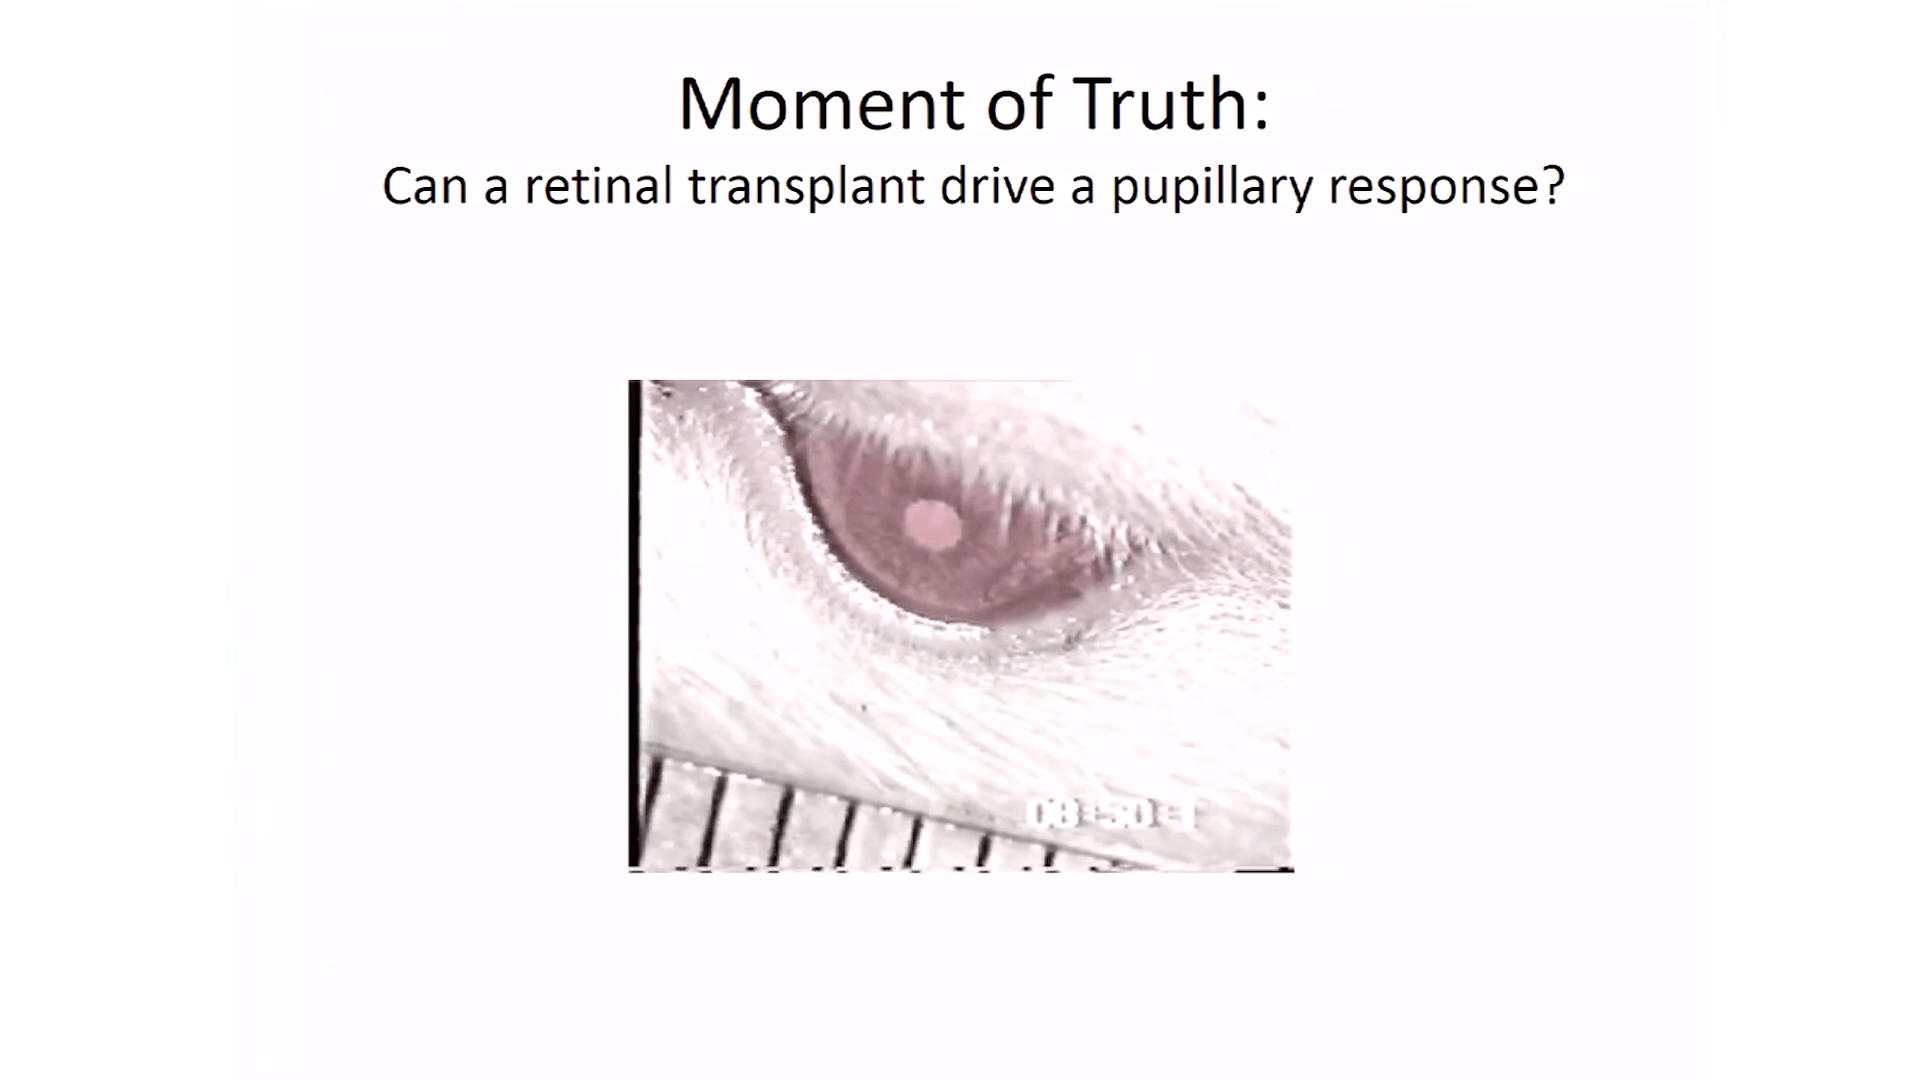 Moment of Truth:
Can a retinal transplant drive a pupillary response?